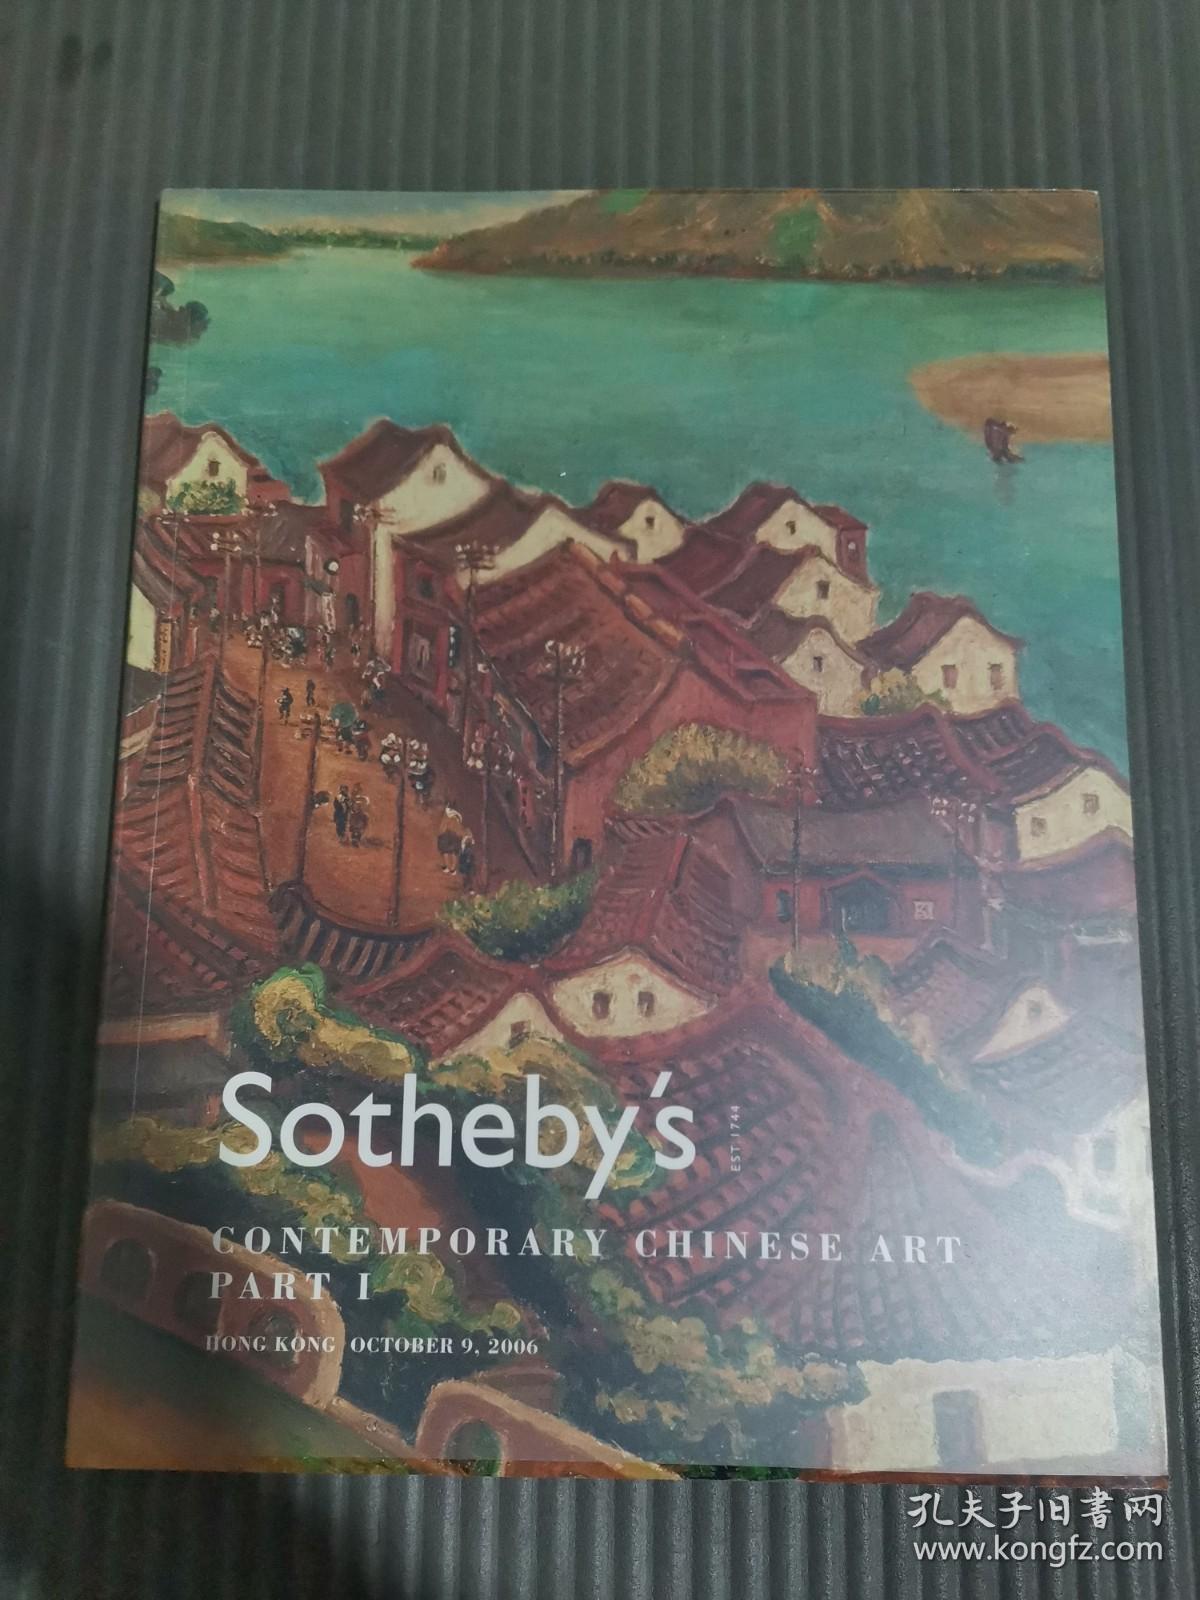 Sotheby's
EST. 1744
CONTEMPORARY CHINESE ART
PART I
HONG KONG OCTOBER 9, 2006
孔夫子旧书网
www.kongfz.com